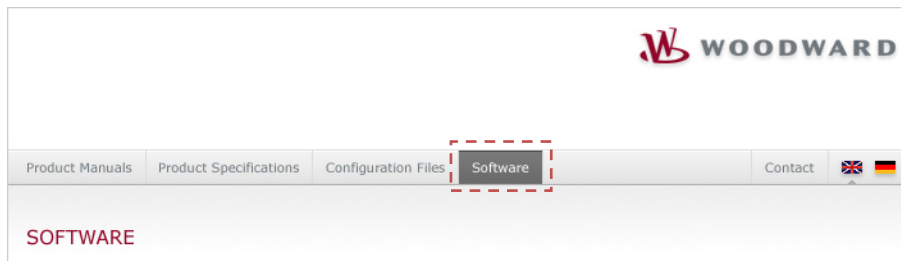 WOODWARD
Product Manuals Product Specifications Configuration Files Software Contact
SOFTWARE